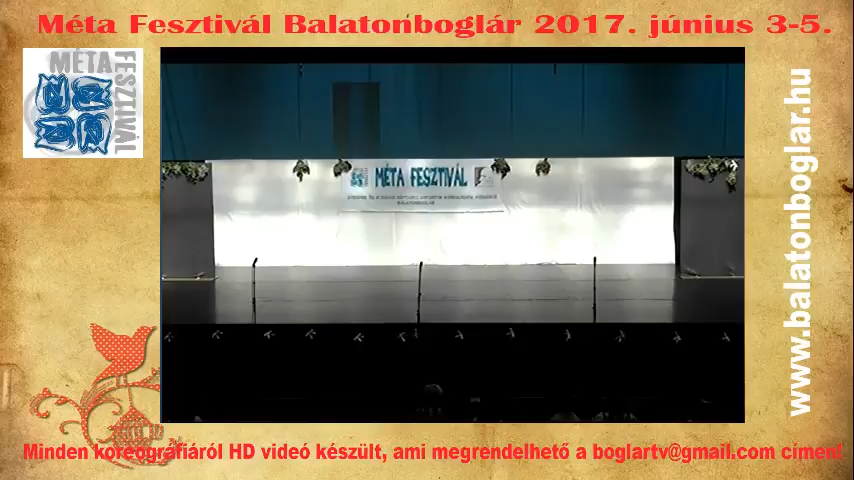 Méta Fesztivál Balatonboglár 2017. június 3-5.
MÉTA
FESZTIVÁL
MÉTA FESZTIVÁL
BALATONBOGLÁR
www.balatonboglar.hu
Minden koreográfiáról HD videó készült, ami megrendelhető a boglartv@gmail.com címen!